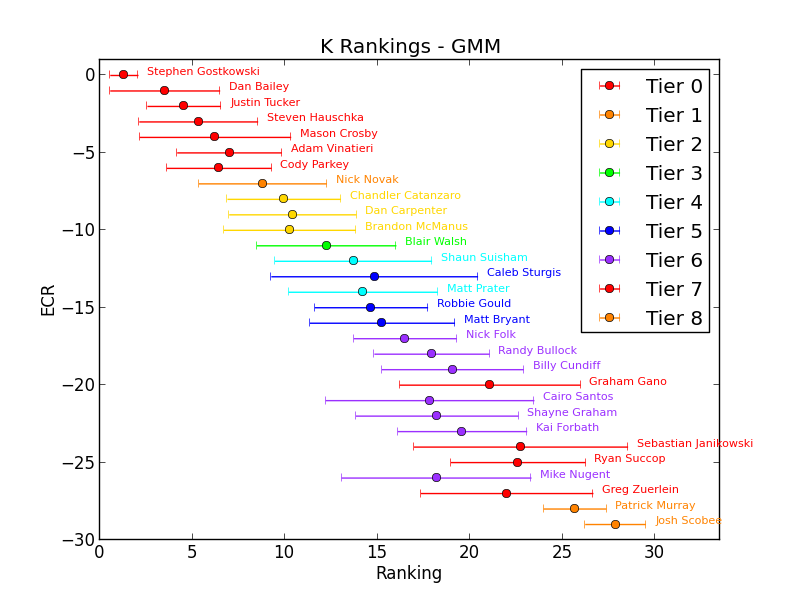 K Rankings - GMM
0
Stephen Gostkowski
Dan Bailey
Justin Tucker
Steven Hauschka
Mason Crosby
−5
Adam Vinatieri
Cody Parkey
Nick Novak
Chandler Catanzaro
Dan Carpenter
−10
Brandon McManus
Blair Walsh
Shaun Suisham
Caleb Sturgis
Matt Prater
−15
Robbie Gould
Matt Bryant
Nick Folk
Randy Bullock
Billy Cundiff
−20
Graham Gano
Cairo Santos
Shayne Graham
Kai Forbath
Sebastian Janikowski
−25
Ryan Succop
Mike Nugent
Greg Zuerlein
Patrick Murray
Josh Scobee
−30
Tier 0
Tier 1
Tier 2
Tier 3
Tier 4
Tier 5
Tier 6
Tier 7
Tier 8
ECR
0 5 10 15 20 25 30
Ranking